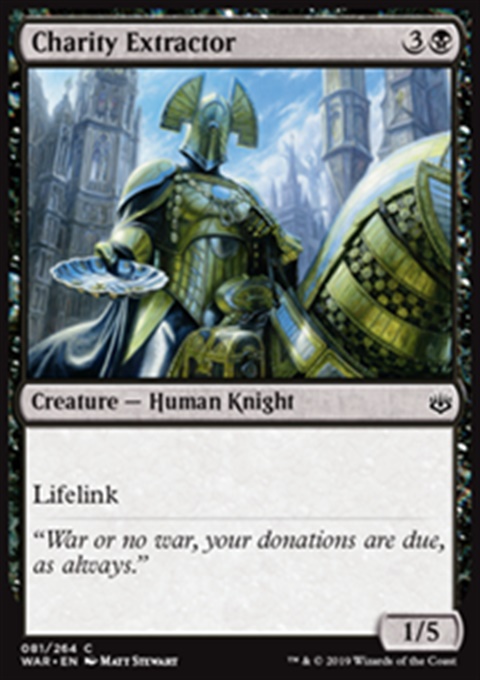 Charity Extractor 3
Creature — Human Knight
Lifelink
“War or no war, your donations are due,
as always.”
1/5
081/264 C
WAR • EN Matt Stewart
™ & © 2019 Wizards of the Coast